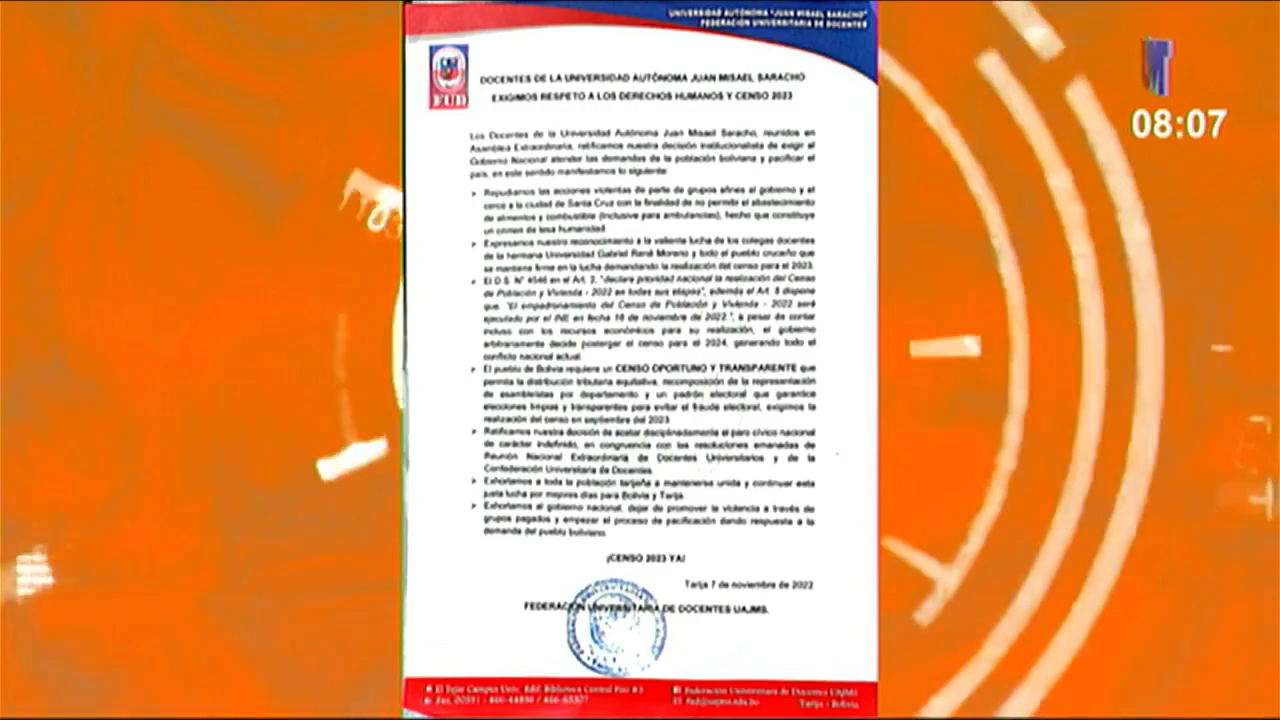 UNIVERSIDAD AUTÓNOMA "JUAN MISAEL SARACHO"
FEDERACIÓN UNIVERSITARIA DE DOCENTES
08:07
FUD
DOCENTES DE LA UNIVERSIDAD AUTÓNOMA JUAN MISAEL SARACHO
EXIGIMOS RESPETO A LOS DERECHOS HUMANOS Y CENSO 2023
Los Docentes de la Universidad Autónoma Juan Misael Saracho, reunidos en
Asamblea Extraordinaria, ratificamos nuestra decisión institucionalista de exigir al
Gobierno Nacional atender las demandas de la población boliviana y pacificar el
país, en este sentido manifestamos lo siguiente:
➤ Repudiamos las acciones violentas de parte de grupos afines al gobierno y el
cerco a la ciudad de Santa Cruz con la finalidad de no permitir el abastecimiento
de alimentos y combustible (inclusive para ambulancias), hecho que constituye
un crimen de lesa humanidad.
➤ Expresamos nuestro reconocimiento a la valiente lucha de los colegas docentes
de la hermana Universidad Gabriel René Moreno y todo el pueblo cruceño que
se mantiene firme en la lucha demandando la realización del censo para el 2023.
➤ El D.S. N° 4546 en el Art. 2, "declara prioridad nacional la realización del Censo
de Población y Vivienda - 2022 en todas sus etapas", además el Art. 5 dispone
que "El empadronamiento del Censo de Población y Vivienda - 2022 será
ejecutado por el INE en fecha 16 de noviembre de 2022.", a pesar de contar
incluso con los recursos económicos para su realización, el gobierno
arbitrariamente decide postergar el censo para el 2024, generando todo el
conflicto nacional actual.
➤ El pueblo de Bolivia requiere un CENSO OPORTUNO Y TRANSPARENTE que
permita la distribución tributaria equitativa, recomposición de la representación
de asambleístas por departamento y un padrón electoral que garantice
elecciones limpias y transparentes para evitar el fraude electoral, exigimos la
realización del censo en septiembre del 2023.
➤ Ratificamos nuestra decisión de acatar disciplinadamente el paro cívico nacional
de carácter indefinido, en congruencia con las resoluciones emanadas de
Reunión Nacional Extraordinaria de Docentes Universitarios y de la
Confederación Universitaria de Docentes.
➤ Exhortamos a toda la población tarijeña a mantenerse unida y continuar esta
justa lucha por mejores días para Bolivia y Tarija.
➤ Exhortamos al gobierno nacional, dejar de promover la violencia a través de
grupos pagados y empezar el proceso de pacificación dando respuesta a la
demanda del pueblo boliviano.
¡CENSO 2023 YA!
Tarija 7 de noviembre de 2022
FEDERACIÓN UNIVERSITARIA DE DOCENTES UAJMS.
El Tejar Campus Univ. Edif. Biblioteca Central Piso #3
Federación Universitaria de Docentes UAJMS
Tarija - Bolivia